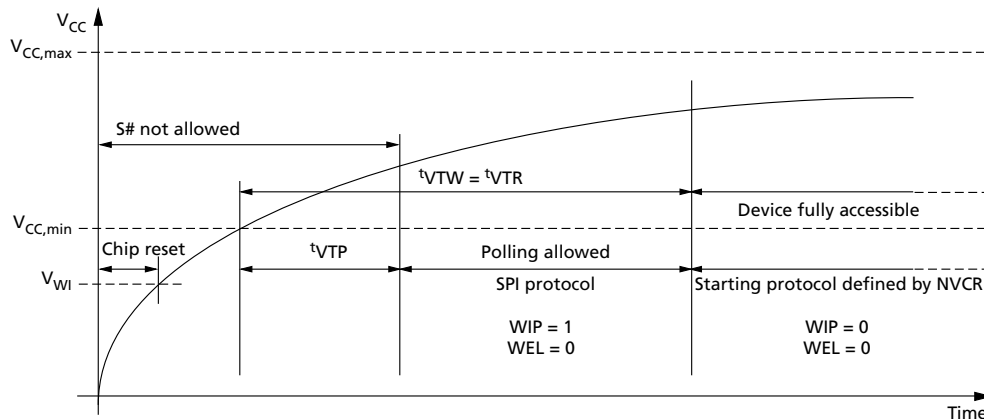 VCC
VCC,max
S# not allowed
tVTW = tVTR
VCC,min
Device fully accessible
Chip reset
tVTP
Polling allowed
VWI
SPI protocol
Starting protocol defined by NVCR
WIP = 1
WIP = 0
WEL = 0
WEL = 0
Time